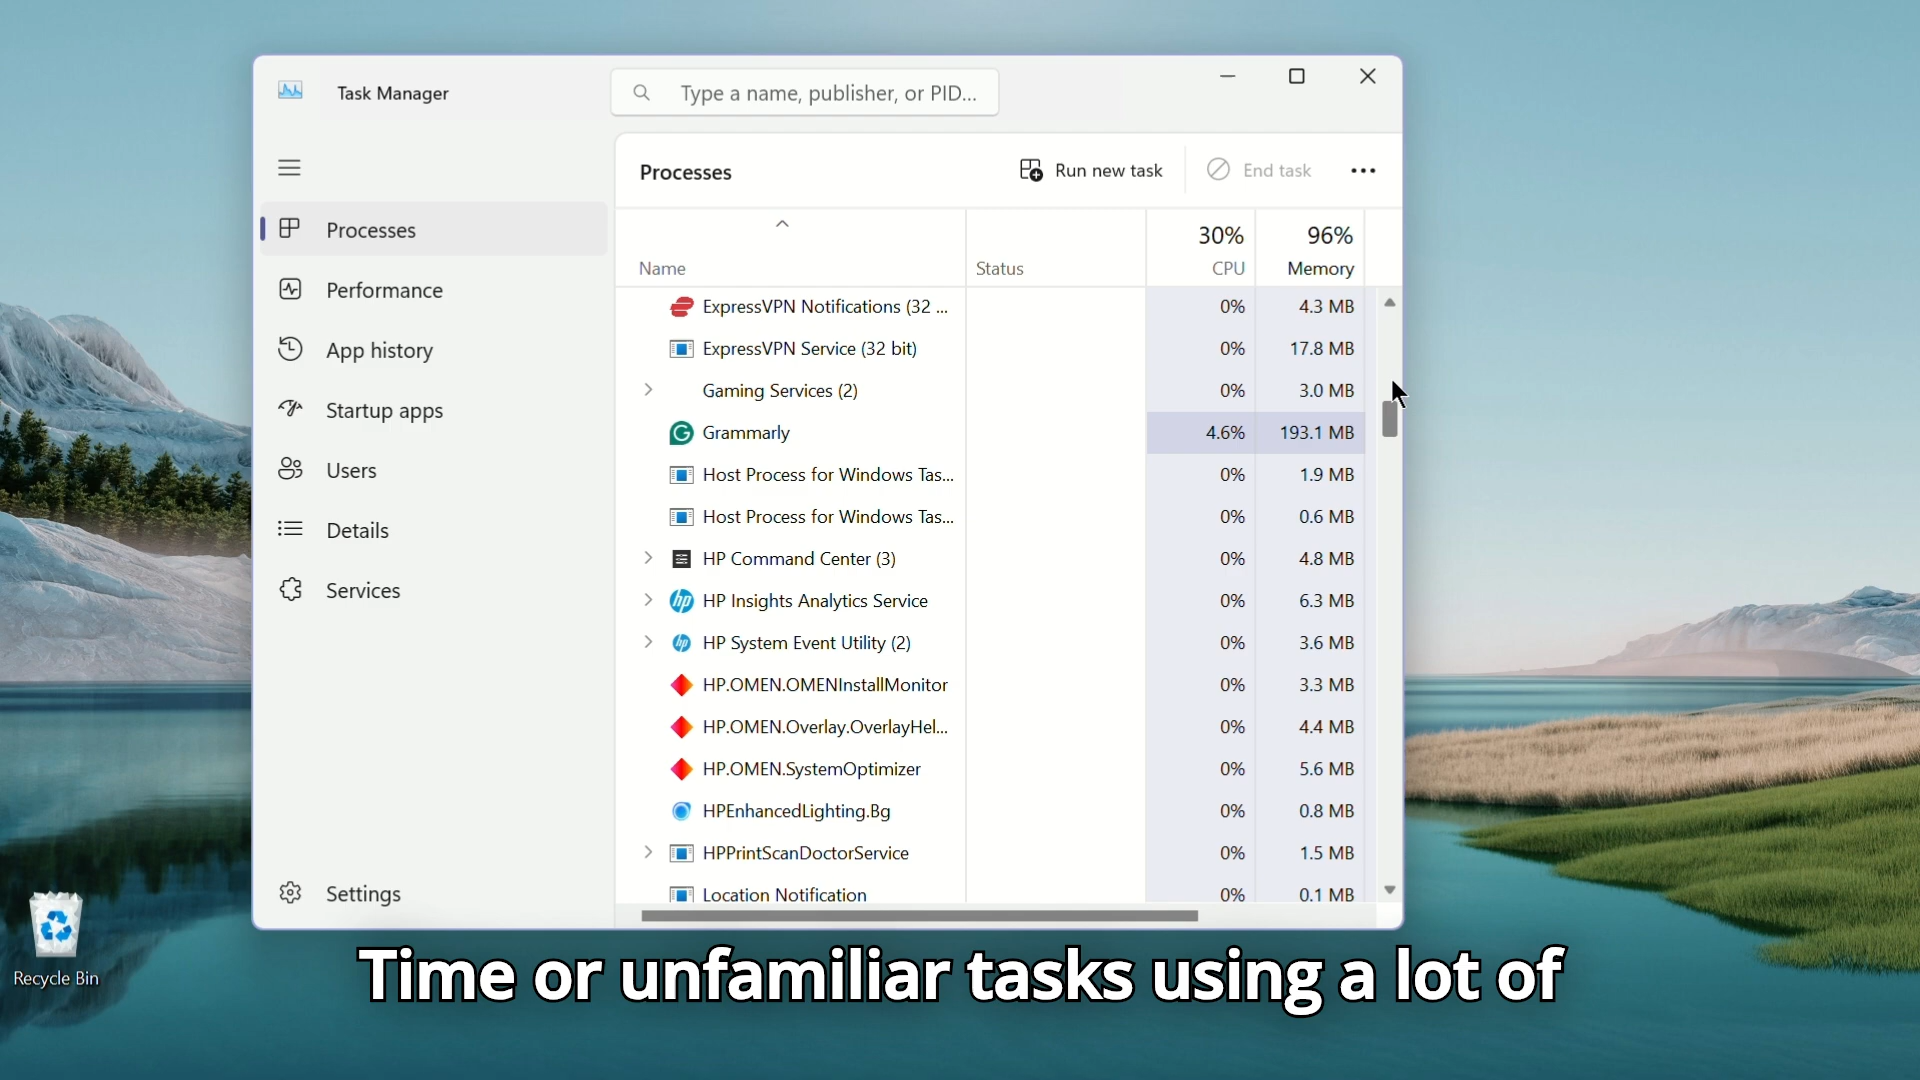 Task Manager
Type a name, publisher, or PID...
Processes
Performance
App history
Startup apps
Users
Details
Services
Settings
Processes
Run new task
End task
Name
Status
30%
CPU
96%
Memory
ExpressVPN Notifications (32 ... 0% 4.3 MB
ExpressVPN Service (32 bit) 0% 17.8 MB
Gaming Services (2) 0% 3.0 MB
Grammarly 4.6% 193.1 MB
Host Process for Windows Tas... 0% 1.9 MB
Host Process for Windows Tas... 0% 0.6 MB
HP Command Center (3) 0% 4.8 MB
HP Insights Analytics Service 0% 6.3 MB
HP System Event Utility (2) 0% 3.6 MB
HP.OMEN.OMENInstallMonitor 0% 3.3 MB
HP.OMEN.Overlay.OverlayHel... 0% 4.4 MB
HP.OMEN.SystemOptimizer 0% 5.6 MB
HPEnhancedLighting.Bg 0% 0.8 MB
HPPrintScanDoctorService 0% 1.5 MB
Location Notification 0% 0.1 MB
Recycle Bin
Time or unfamiliar tasks using a lot of